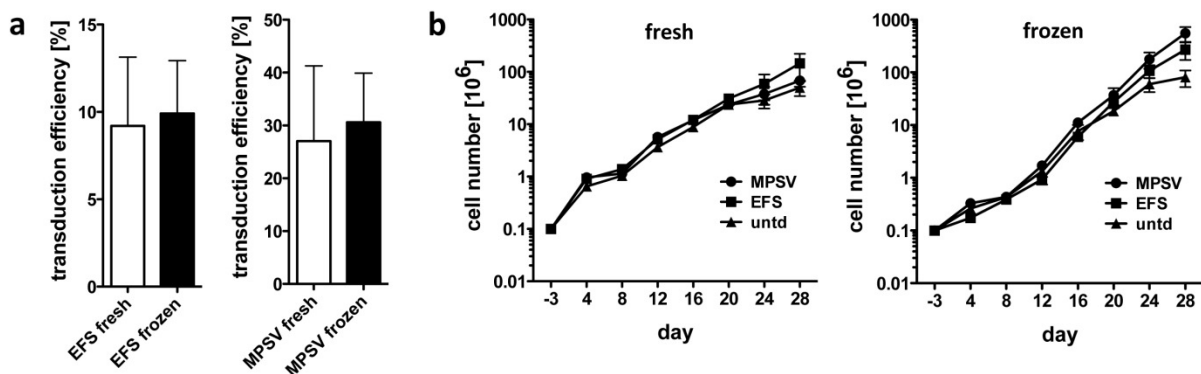 a
transduction efficiency [%]
15
10
5
0
EFS fresh
EFS frozen
transduction efficiency [%]
50
40
30
20
10
0
MPSV fresh
MPSV frozen
b
fresh
cell number [10^6]
1000
100
10
1
0.1
0.01
MPSV
EFS
untd
-3 4 8 12 16 20 24 28
day
frozen
cell number [10^6]
1000
100
10
1
0.1
0.01
MPSV
EFS
untd
-3 4 8 12 16 20 24 28
day